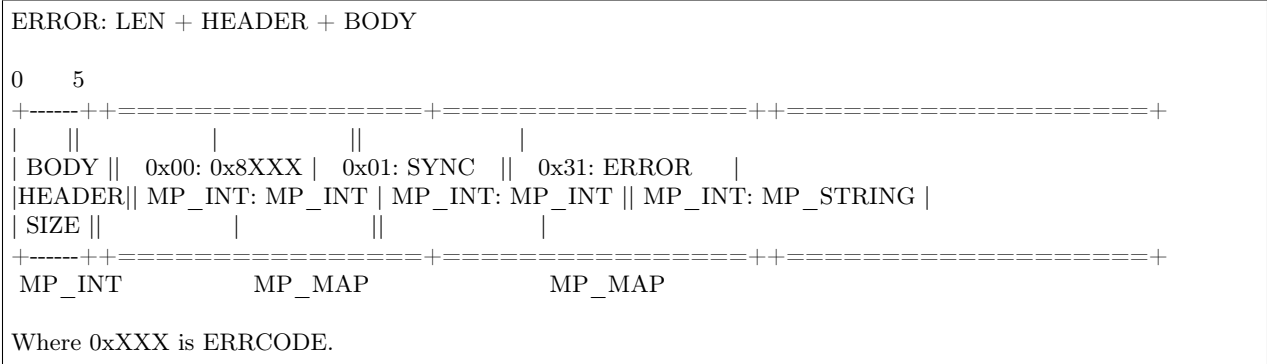 ERROR: LEN + HEADER + BODY
0 5
+------++================+================++===================+
| || | || |
| BODY || 0x00: 0x8XXX | 0x01: SYNC || 0x31: ERROR |
|HEADER|| MP_INT: MP_INT | MP_INT: MP_INT || MP_INT: MP_STRING |
| SIZE || | || |
+------++================+================++===================+
MP_INT MP_MAP MP_MAP
Where 0xXXX is ERRCODE.